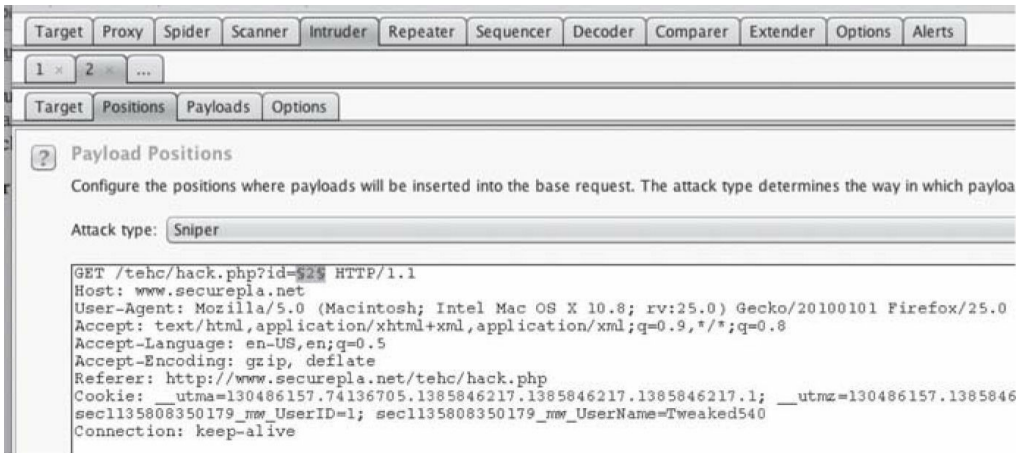 Target Proxy Spider Scanner Intruder Repeater Sequencer Decoder Comparer Extender Options Alerts
1 × 2 × ...
Target Positions Payloads Options
? Payload Positions
Configure the positions where payloads will be inserted into the base request. The attack type determines the way in which payloa
Attack type: Sniper
GET /tehc/hack.php?id=§2§ HTTP/1.1
Host: www.securepla.net
User-Agent: Mozilla/5.0 (Macintosh; Intel Mac OS X 10.8; rv:25.0) Gecko/20100101 Firefox/25.0
Accept: text/html,application/xhtml+xml,application/xml;q=0.9,*/*;q=0.8
Accept-Language: en-US,en;q=0.5
Accept-Encoding: gzip, deflate
Referer: http://www.securepla.net/tehc/hack.php
Cookie: __utma=130486157.74136705.1385846217.1385846217.1385846217.1; __utmz=130486157.1385846
sec1135808350179_mw_UserID=1; sec1135808350179_mw_UserName=Tweaked540
Connection: keep-alive